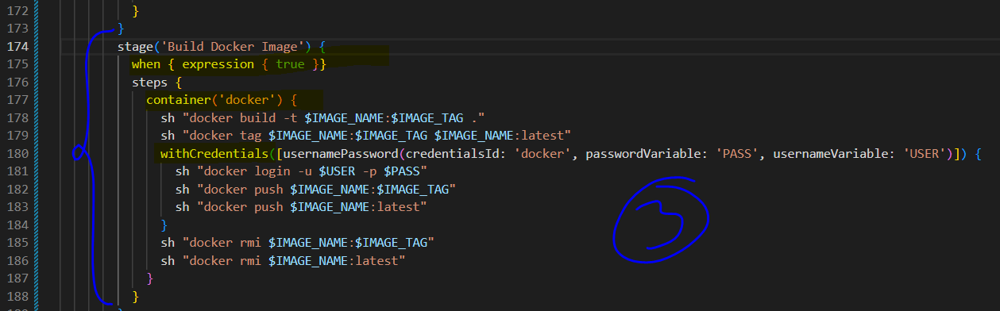 172 }
173 }
174 stage('Build Docker Image') {
175 when { expression { true }}
176 steps {
177 container('docker') {
178 sh "docker build -t $IMAGE_NAME:$IMAGE_TAG ."
179 sh "docker tag $IMAGE_NAME:$IMAGE_TAG $IMAGE_NAME:latest"
180 withCredentials([usernamePassword(credentialsId: 'docker', passwordVariable: 'PASS', usernameVariable: 'USER')]) {
181 sh "docker login -u $USER -p $PASS"
182 sh "docker push $IMAGE_NAME:$IMAGE_TAG"
183 sh "docker push $IMAGE_NAME:latest"
184 }
185 sh "docker rmi $IMAGE_NAME:$IMAGE_TAG"
186 sh "docker rmi $IMAGE_NAME:latest"
187 }
188 }